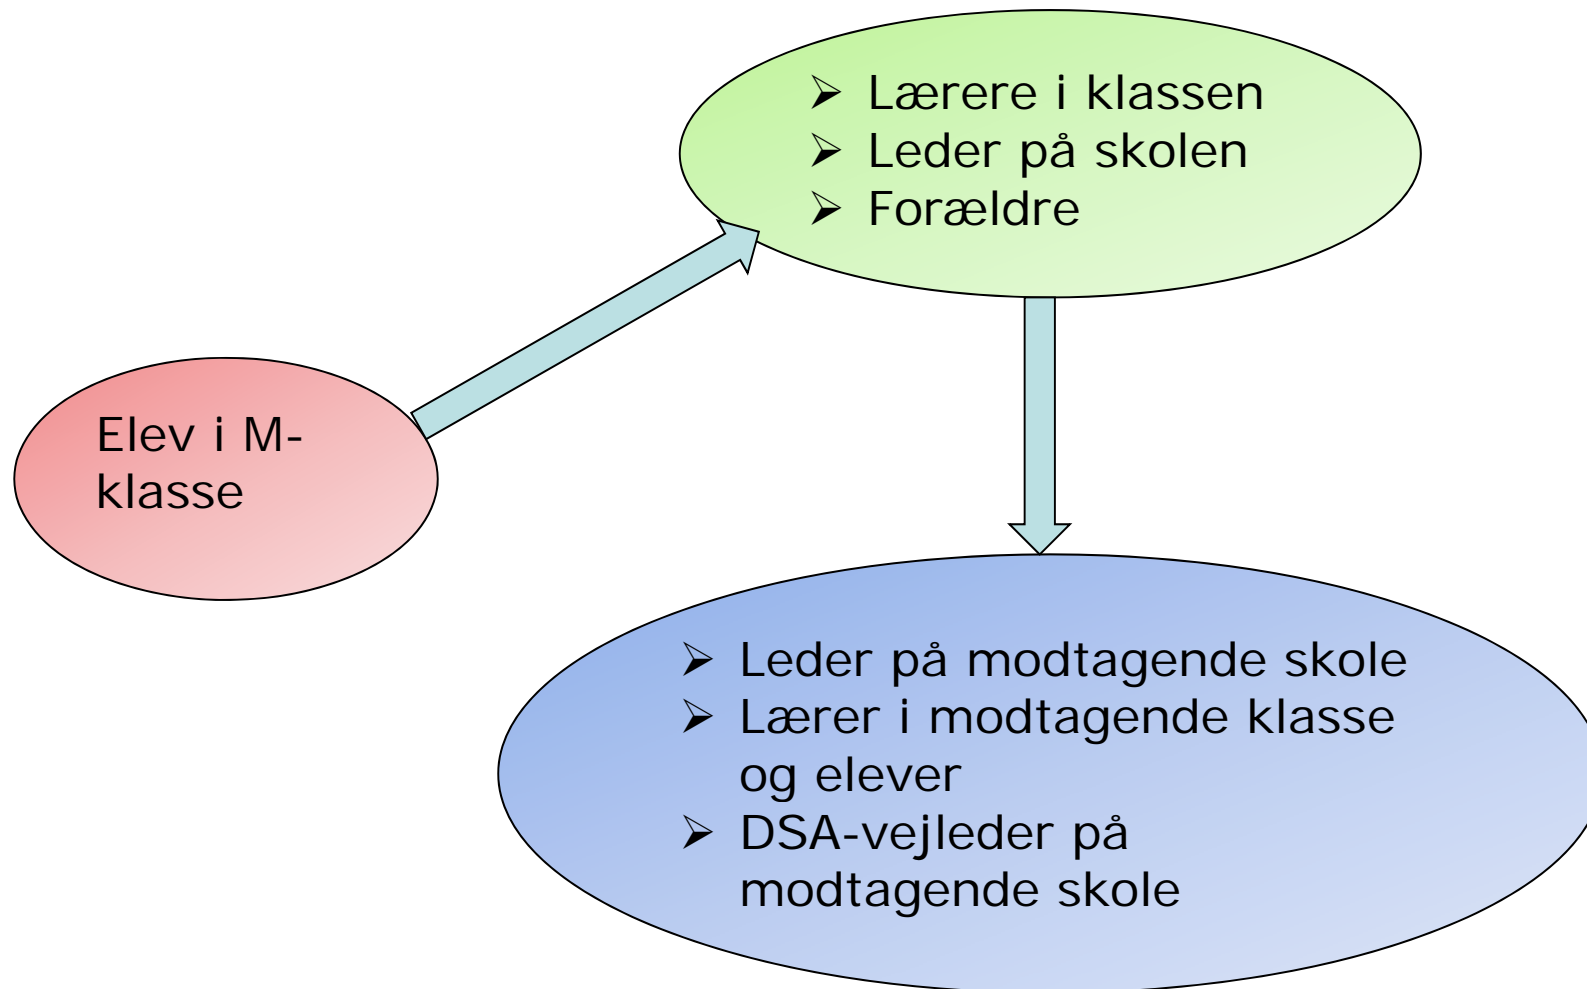 ➢ Lærere i klassen
➢ Leder på skolen
➢ Forældre
Elev i M-
klasse
➢ Leder på modtagende skole
➢ Lærer i modtagende klasse
og elever
➢ DSA-vejleder på
modtagende skole